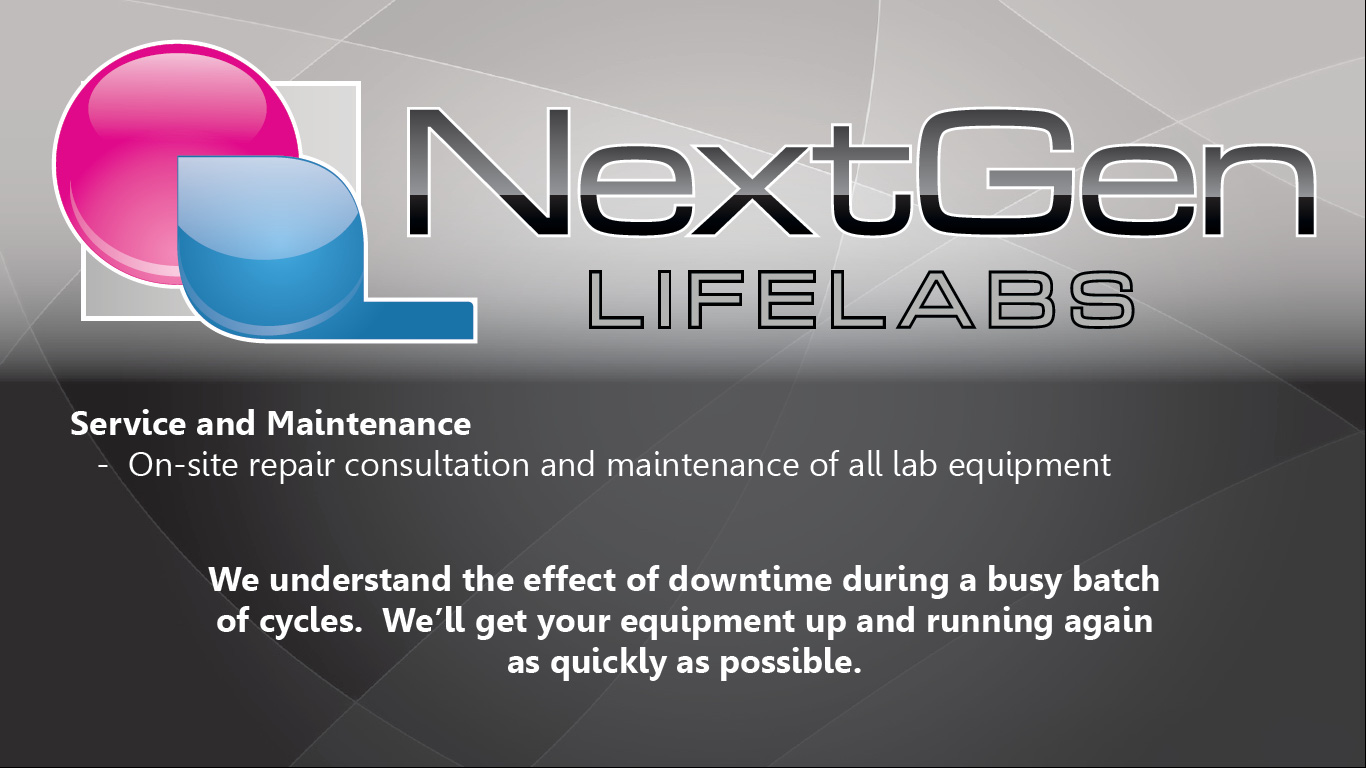 NextGen
LIFELABS
Service and Maintenance
- On-site repair consultation and maintenance of all lab equipment
We understand the effect of downtime during a busy batch
of cycles.  We’ll get your equipment up and running again
as quickly as possible.